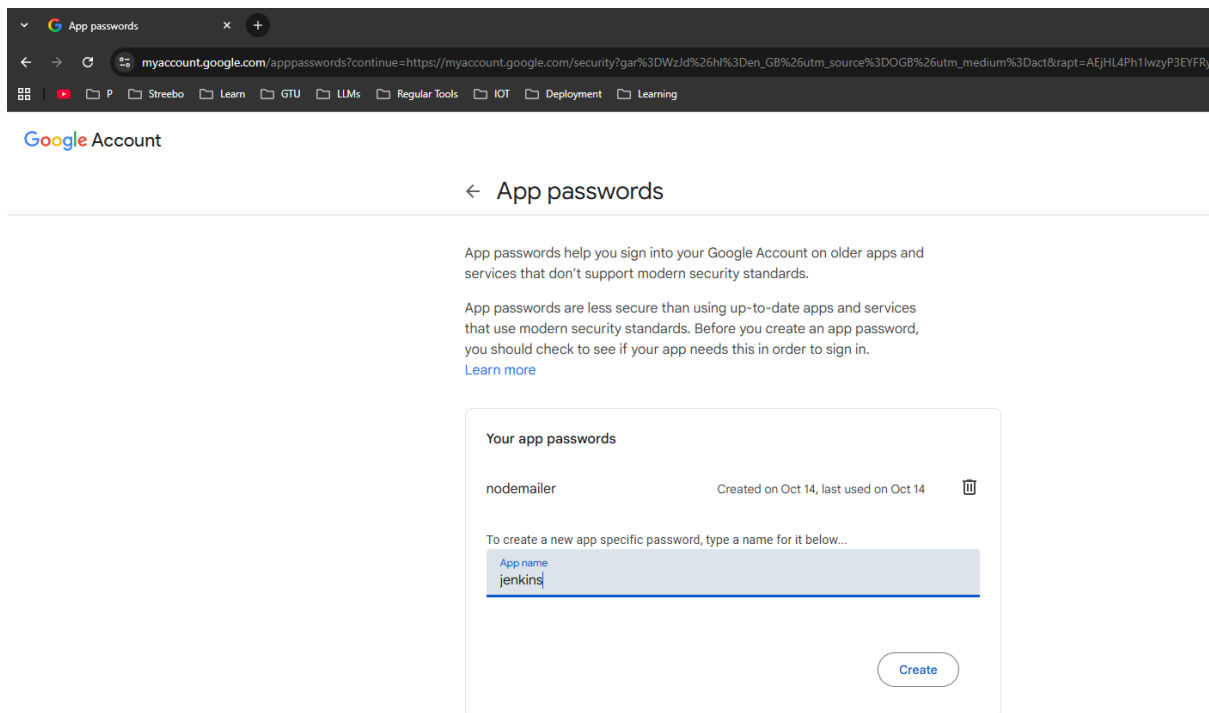 App passwords
myaccount.google.com/apppasswords?continue=https://myaccount.google.com/security?gar%3DWzJd%26hl%3Den_GB%26utm_source%3DOGB%26utm_medium%3Dact&rapt=AEjHL4Ph1IwzyP3EYFRy
P Streebo Learn GTU LLMs Regular Tools IOT Deployment Learning
Google Account
App passwords
App passwords help you sign into your Google Account on older apps and
services that don’t support modern security standards.
App passwords are less secure than using up-to-date apps and services
that use modern security standards. Before you create an app password,
you should check to see if your app needs this in order to sign in.
Learn more
Your app passwords
nodemailer Created on Oct 14, last used on Oct 14
To create a new app specific password, type a name for it below...
App name
jenkins
Create